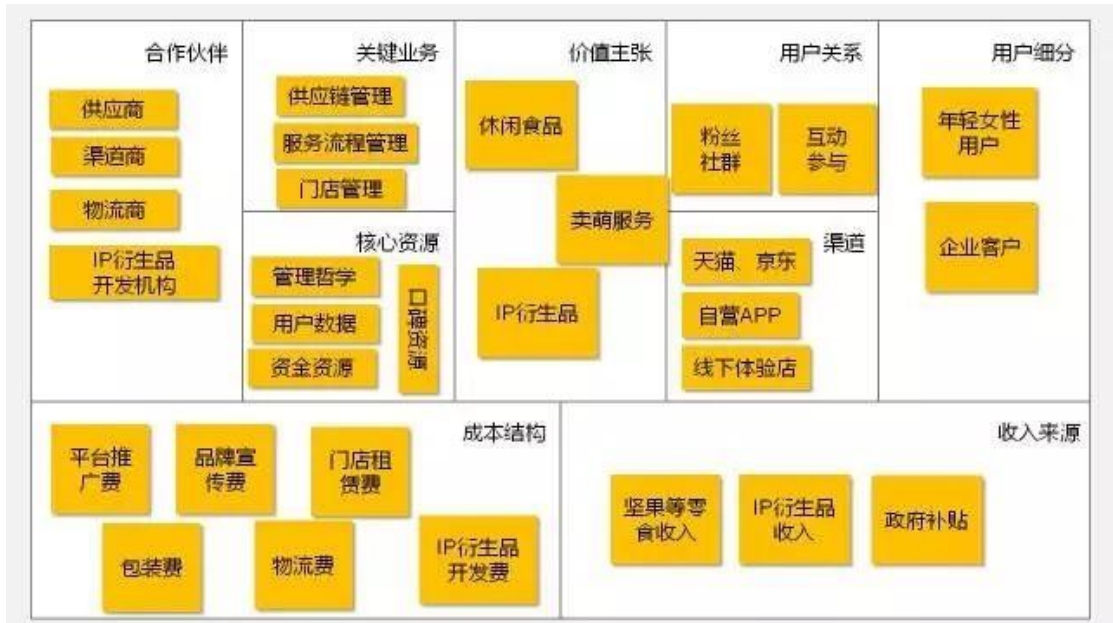 合作伙伴
供应商
渠道商
物流商
IP衍生品
开发机构
关键业务
供应链管理
服务流程管理
门店管理
核心资源
管理哲学
用户数据
资金资源
口碑资源
价值主张
休闲食品
卖萌服务
IP衍生品
用户关系
粉丝
社群
互动
参与
渠道
天猫、京东
自营APP
线下体验店
用户细分
年轻女性
用户
企业客户
成本结构
平台推
广费
品牌宣
传费
门店租
赁费
包装费
物流费
IP衍生品
开发费
收入来源
坚果等零
食收入
IP衍生品
收入
政府补贴